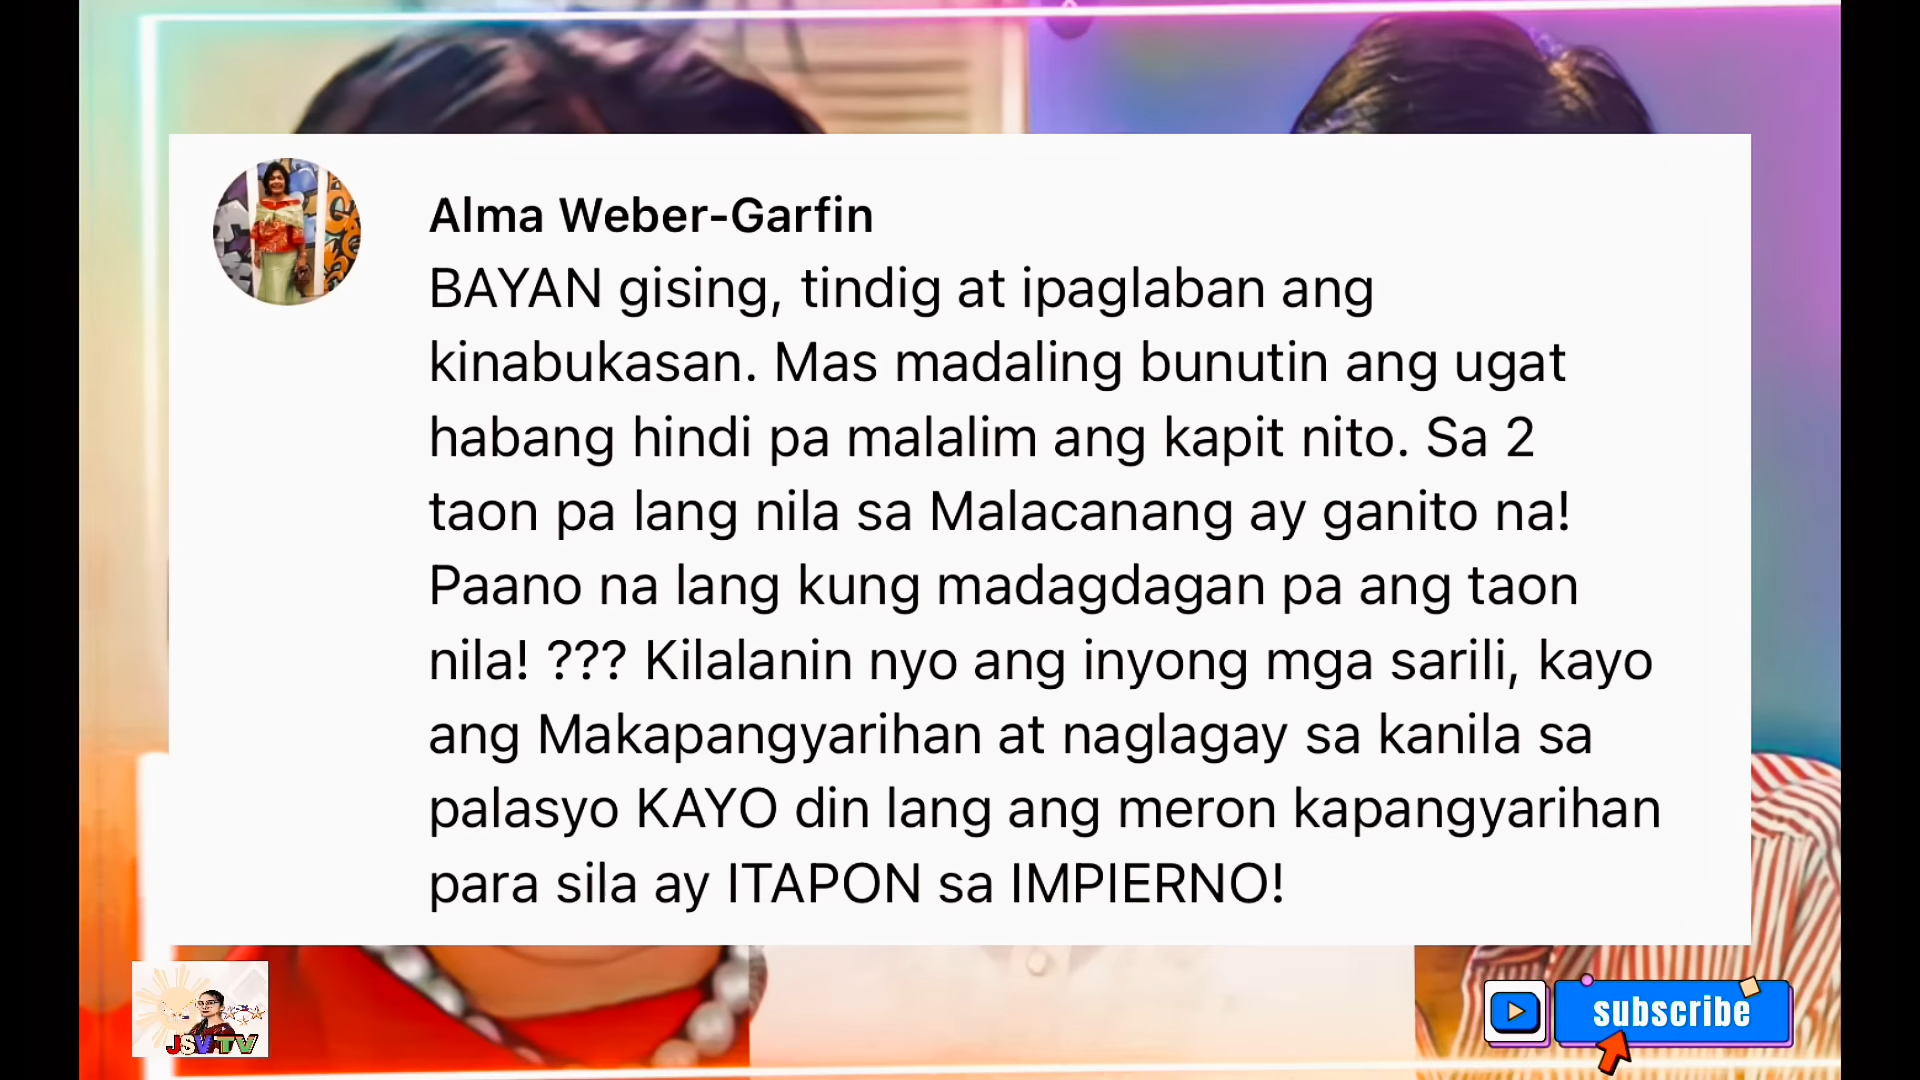 Alma Weber-Garfin
BAYAN gising, tindig at ipaglaban ang
kinabukasan. Mas madaling bunutin ang ugat
habang hindi pa malalim ang kapit nito. Sa 2
taon pa lang nila sa Malacanang ay ganito na!
Paano na lang kung madagdagan pa ang taon
nila! ??? Kilalanin nyo ang inyong mga sarili, kayo
ang Makapangyarihan at naglagay sa kanila sa
palasyo KAYO din lang ang meron kapangyarihan
para sila ay ITAPON sa IMPIERNO!
JSV TV
subscribe